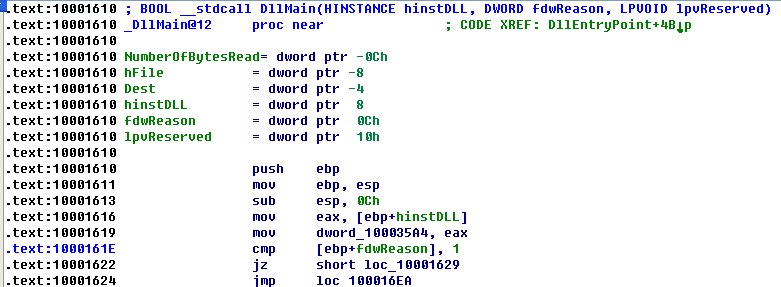 .text:10001610 ; BOOL __stdcall DllMain(HINSTANCE hinstDLL, DWORD fdwReason, LPVOID lpvReserved)
.text:10001610 _DllMain@12 proc near ; CODE XREF: DllEntryPoint+4B↓p
.text:10001610
.text:10001610 NumberOfBytesRead= dword ptr -0Ch
.text:10001610 hFile = dword ptr -8
.text:10001610 Dest = dword ptr -4
.text:10001610 hinstDLL = dword ptr 8
.text:10001610 fdwReason = dword ptr 0Ch
.text:10001610 lpvReserved = dword ptr 10h
.text:10001610
.text:10001610 push ebp
.text:10001611 mov ebp, esp
.text:10001613 sub esp, 0Ch
.text:10001616 mov eax, [ebp+hinstDLL]
.text:10001619 mov dword_100035A4, eax
.text:1000161E cmp [ebp+fdwReason], 1
.text:10001622 jz short loc_10001629
.text:10001624 jmp loc_100016EA